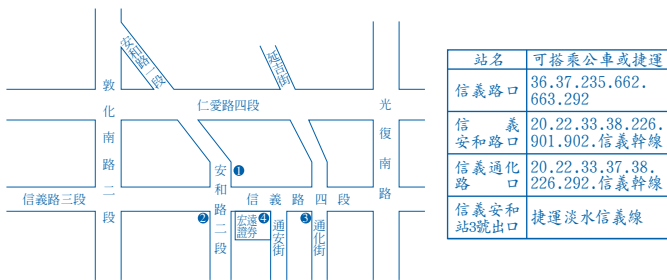 安和路一段
延吉街
敦化南路二段
仁愛路四段
光復南路
安和路二段
❶
信義路三段
信義路四段
❷
宏遠
證券
❹
❸
通安街
通化街
站名 可搭乘公車或捷運
信義路口 36.37.235.662.
663.292
信義
安和路口 20.22.33.38.226.
901.902.信義幹線
信義通化
路口 20.22.33.37.38.
226.292.信義幹線
信義安和
站3號出口 捷運淡水信義線